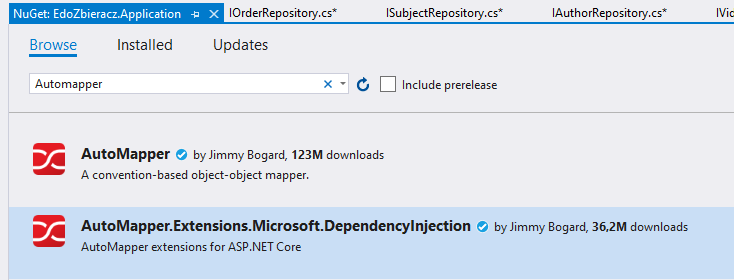 NuGet: EdoZbieracz.Application IOrderRepository.cs* ISubjectRepository.cs* IAuthorRepository.cs* IVid
Browse Installed Updates
Automapper Include prerelease
AutoMapper by Jimmy Bogard, 123M downloads
A convention-based object-object mapper.
AutoMapper.Extensions.Microsoft.DependencyInjection by Jimmy Bogard, 36,2M downloads
AutoMapper extensions for ASP.NET Core